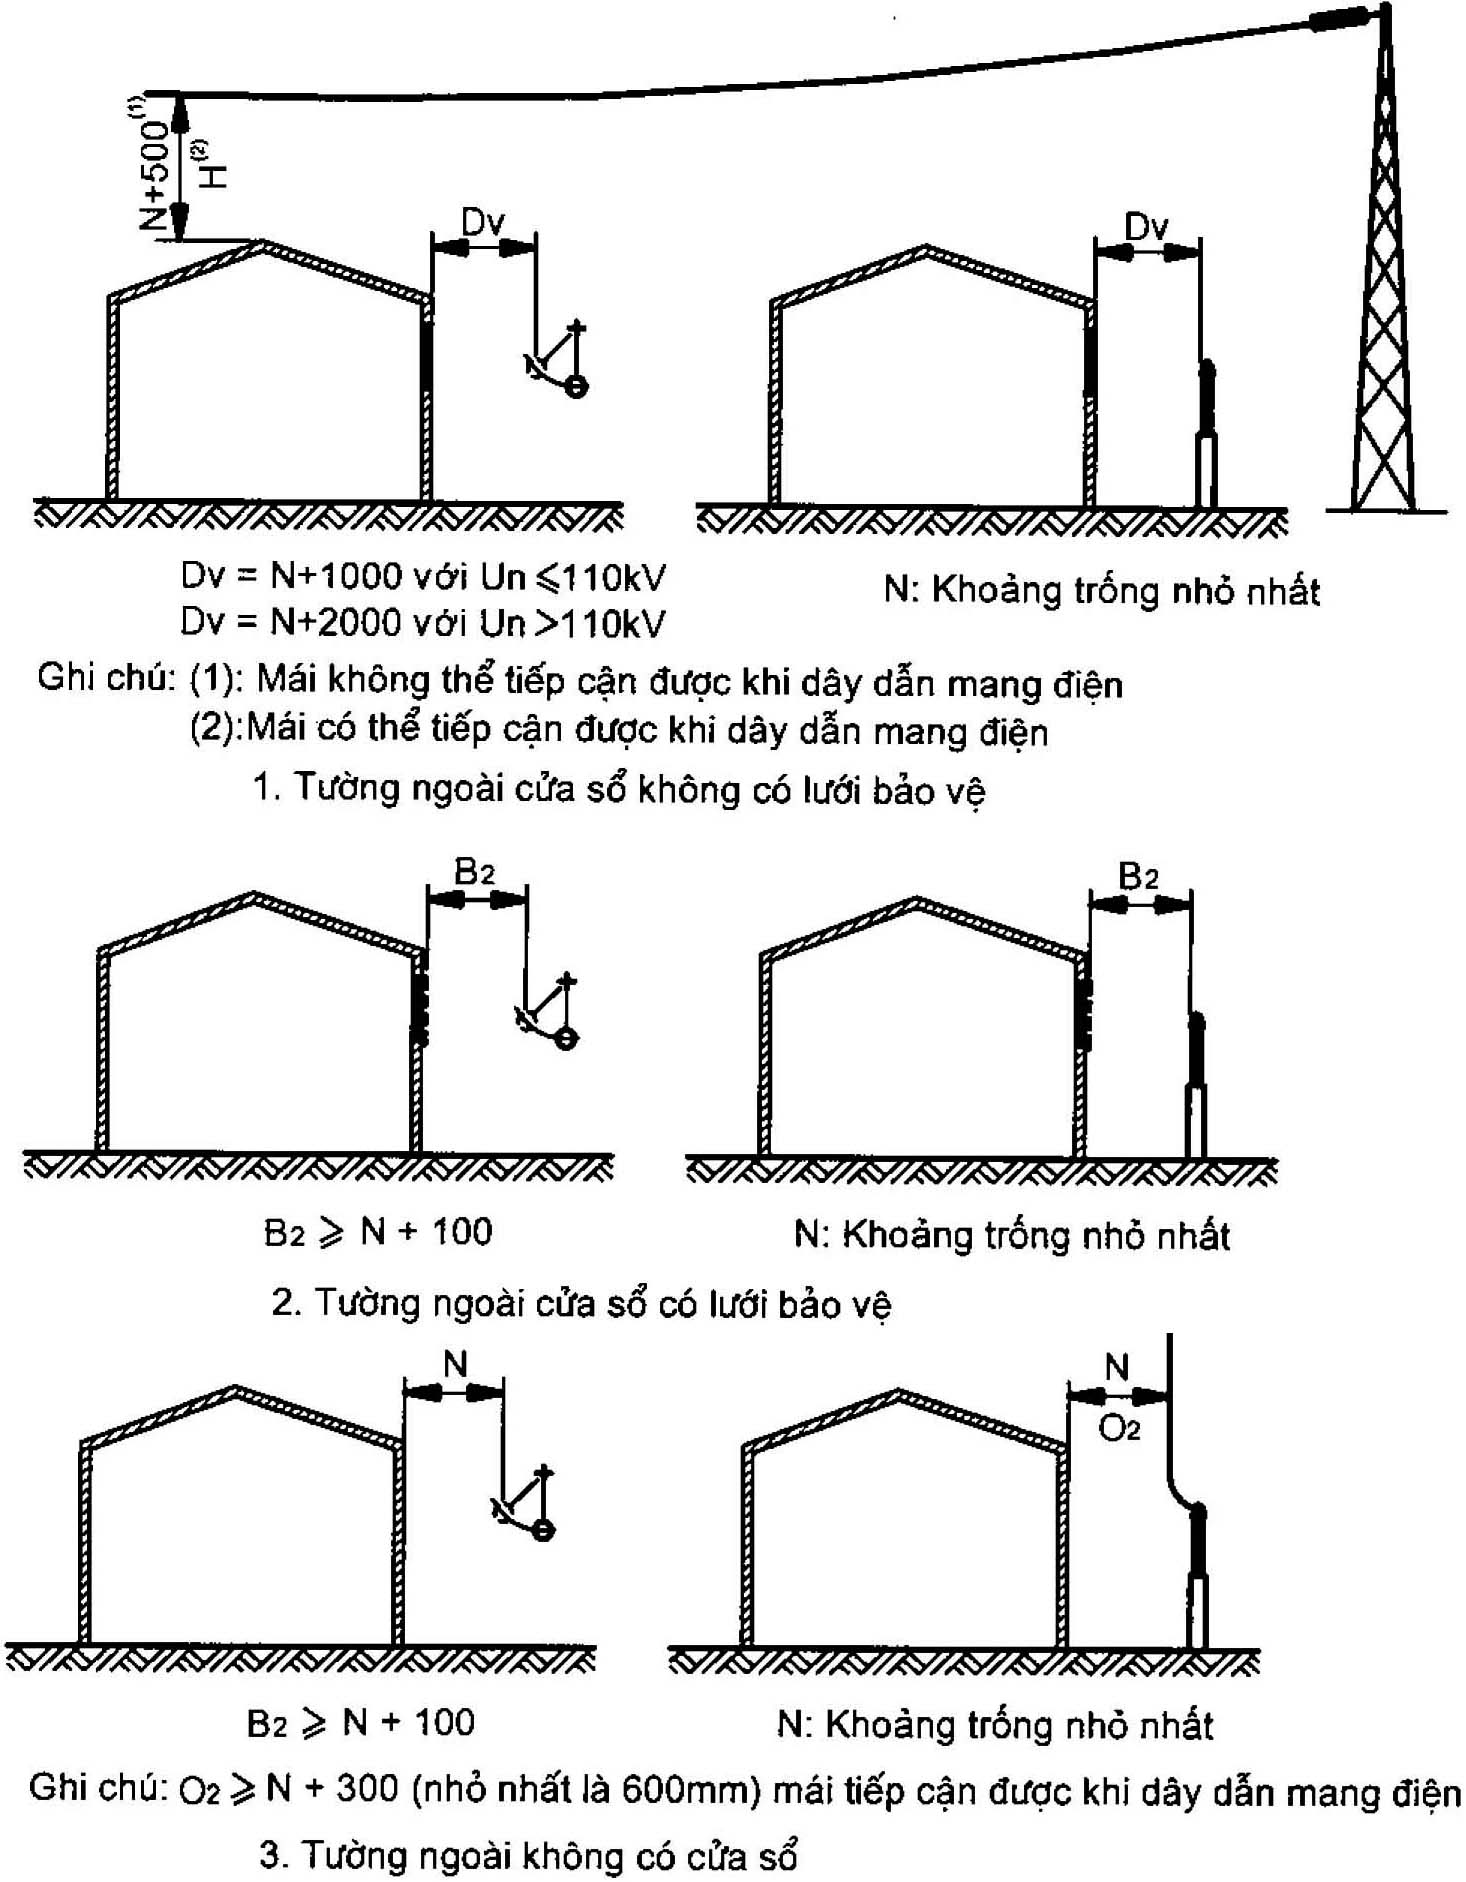 N+500(1)
H(2)
Dv
Dv
Dv = N+1000 với Un ⩽110kV
Dv = N+2000 với Un >110kV
N: Khoảng trống nhỏ nhất
Ghi chú: (1): Mái không thể tiếp cận được khi dây dẫn mang điện
(2):Mái có thể tiếp cận được khi dây dẫn mang điện
1. Tường ngoài cửa sổ không có lưới bảo vệ
B2
B2
B2 ⩾ N + 100
N: Khoảng trống nhỏ nhất
2. Tường ngoài cửa sổ có lưới bảo vệ
N
N
O2
B2 ⩾ N + 100
N: Khoảng trống nhỏ nhất
Ghi chú: O2 ⩾ N + 300 (nhỏ nhất là 600mm) mái tiếp cận được khi dây dẫn mang điện
3. Tường ngoài không có cửa sổ